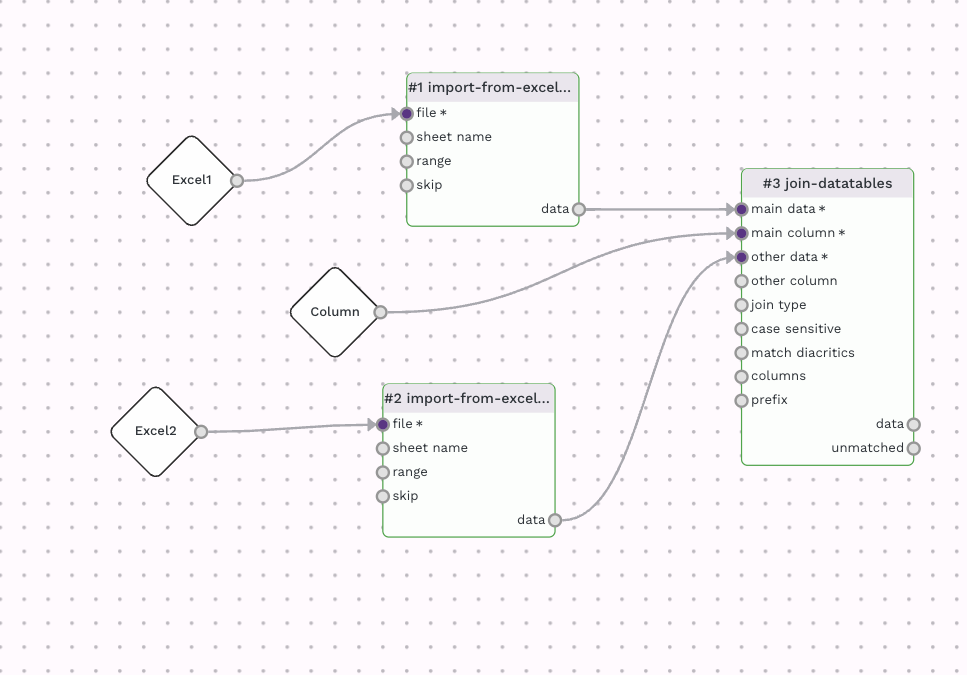 #1 import-from-excel...
file *
sheet name
range
skip
data
Excel1
#3 join-datatables
main data *
main column *
other data *
other column
join type
case sensitive
match diacritics
columns
prefix
data
unmatched
Column
#2 import-from-excel...
file *
sheet name
range
skip
data
Excel2